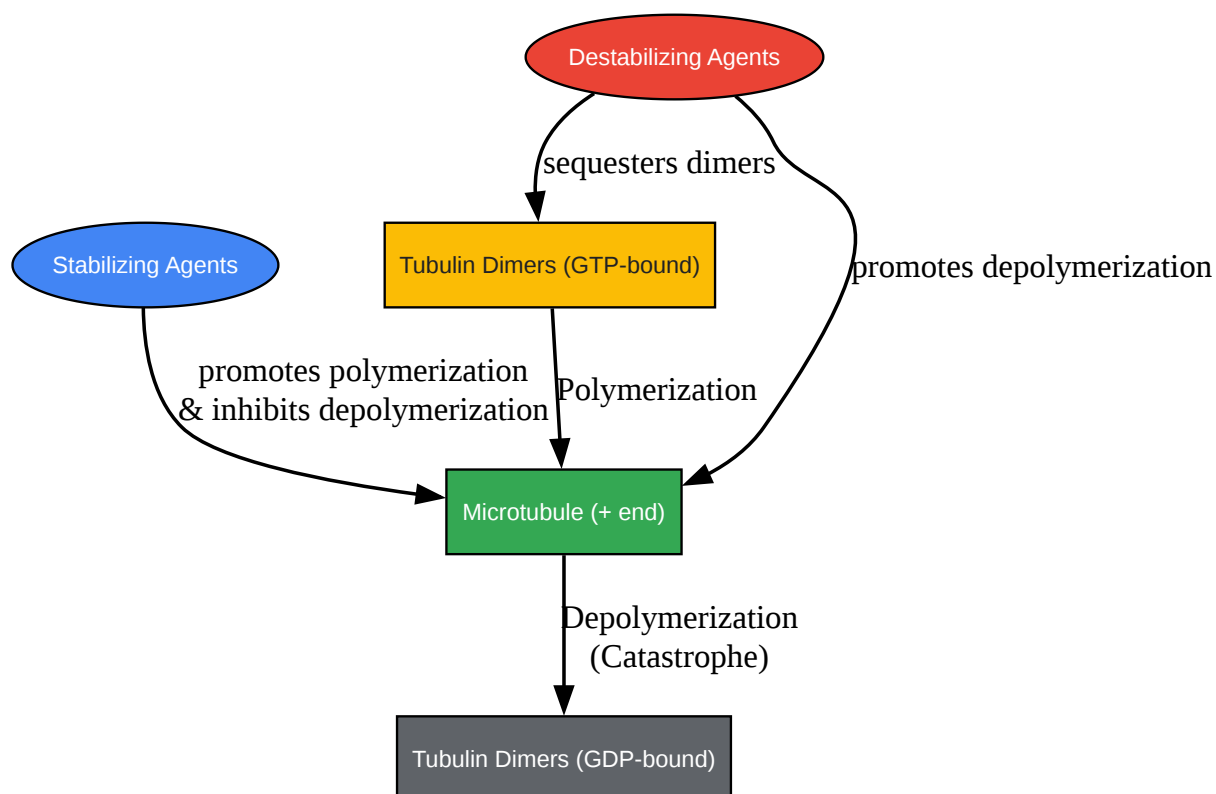 Destabilizing Agents
sequesters dimers
Stabilizing Agents
Tubulin Dimers (GTP-bound)
promotes depolymerization
promotes polymerization
& inhibits depolymerization
Polymerization
Microtubule (+ end)
Depolymerization
(Catastrophe)
Tubulin Dimers (GDP-bound)